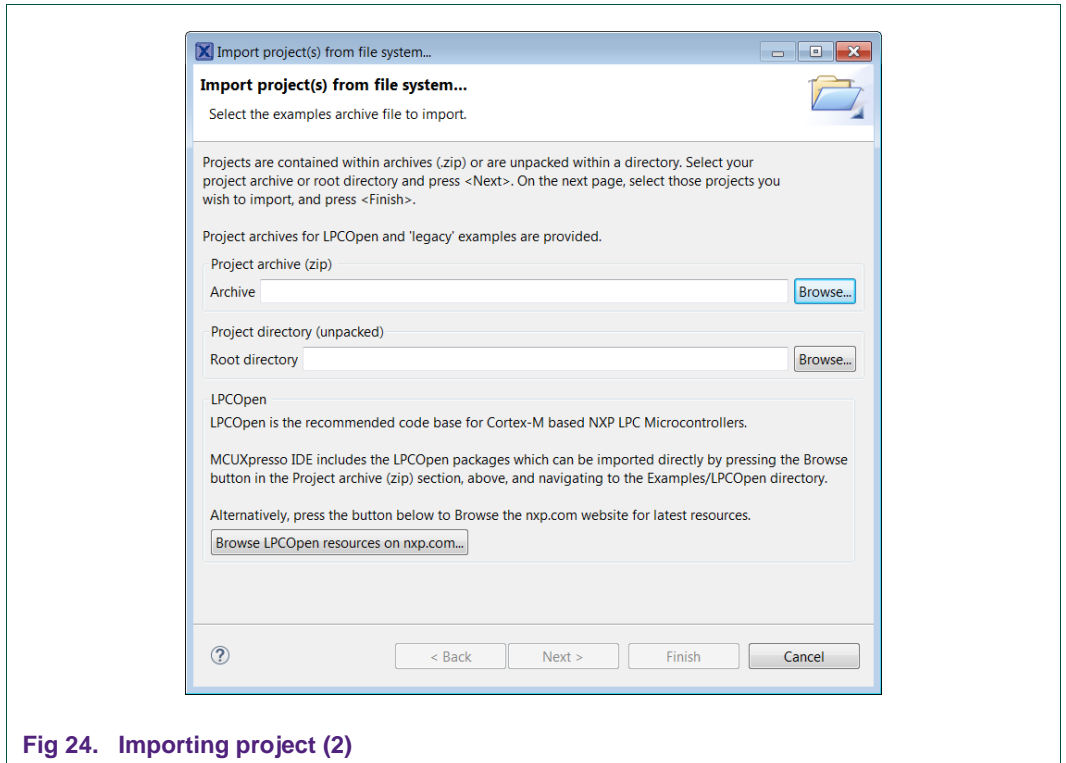 Import project(s) from file system...
Import project(s) from file system...
Select the examples archive file to import.
Projects are contained within archives (.zip) or are unpacked within a directory. Select your
project archive or root directory and press <Next>. On the next page, select those projects you
wish to import, and press <Finish>.
Project archives for LPCOpen and 'legacy' examples are provided.
Project archive (zip)
Archive Browse...
Project directory (unpacked)
Root directory Browse...
LPCOpen
LPCOpen is the recommended code base for Cortex-M based NXP LPC Microcontrollers.
MCUXpresso IDE includes the LPCOpen packages which can be imported directly by pressing the Browse
button in the Project archive (zip) section, above, and navigating to the Examples/LPCOpen directory.
Alternatively, press the button below to Browse the nxp.com website for latest resources.
Browse LPCOpen resources on nxp.com...
? < Back Next > Finish Cancel
Fig 24. Importing project (2)